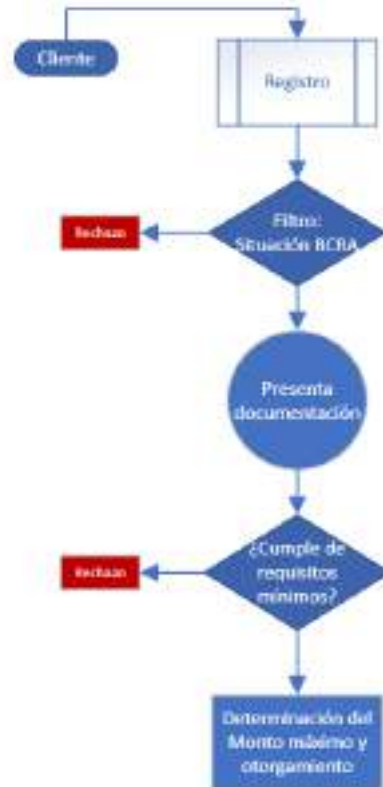 Cliente
Registro
Filtro:
Situación BCRA
Rechazo
Presenta
documentación
¿Cumple de
requisitos
mínimos?
Rechazo
Determinación del
Monto máximo y
otorgamiento